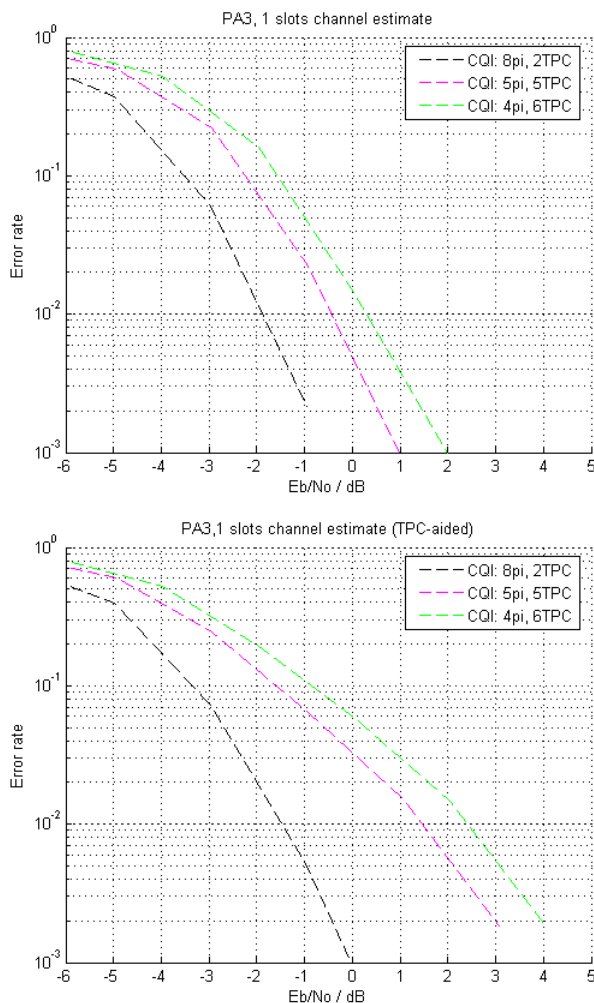 PA3, 1 slots channel estimate
10^0
10^-1
10^-2
10^-3
Error rate
CQI: 8pi, 2TPC
CQI: 5pi, 5TPC
CQI: 4pi, 6TPC
-6 -5 -4 -3 -2 -1 0 1 2 3 4 5
Eb/No / dB
PA3,1 slots channel estimate (TPC-aided)
10^0
10^-1
10^-2
10^-3
Error rate
CQI: 8pi, 2TPC
CQI: 5pi, 5TPC
CQI: 4pi, 6TPC
-6 -5 -4 -3 -2 -1 0 1 2 3 4 5
Eb/No / dB